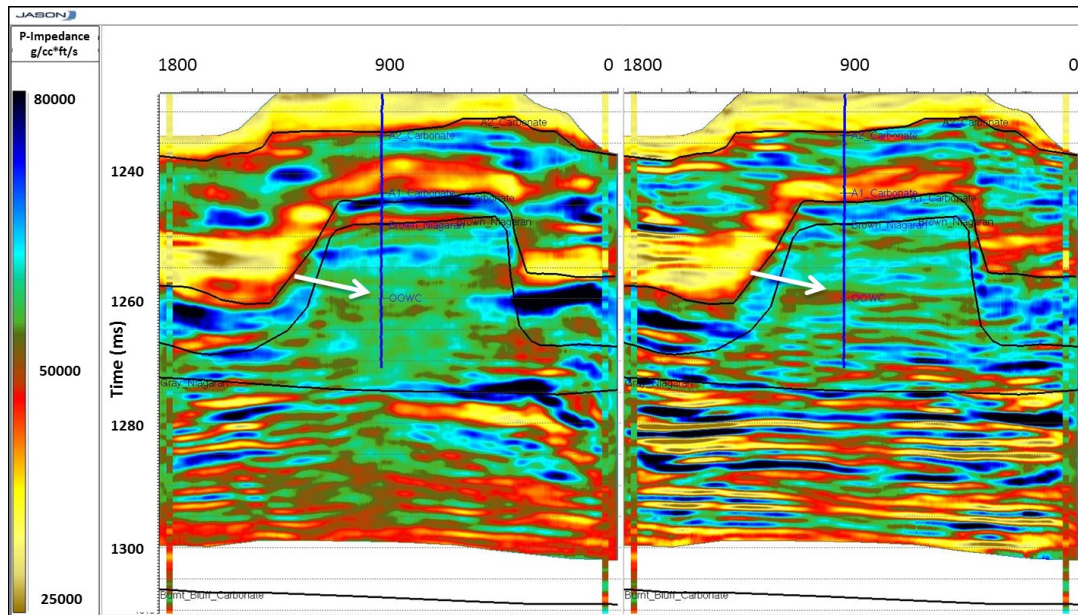 JASON
P-Impedance
g/cc*ft/s
80000
50000
25000
Time (ms)
1240
1260
1280
1300
1800
900
0
A2_Carbonate
A2_Carbonate
A1_Carbonate
Carbonate
Brown_Niagaran
Brown_Niagaran
OOWC
Gray_Niagaran
Burnt_Bluff_Carbonate
1800
900
0
A2_Carbonate
A2_Carbonate
A1_Carbonate
A1_Carbonate
Brown_Niagaran
Brown_Niagaran
OOWC
Gray_Niagaran
Burnt_Bluff_Carbonate